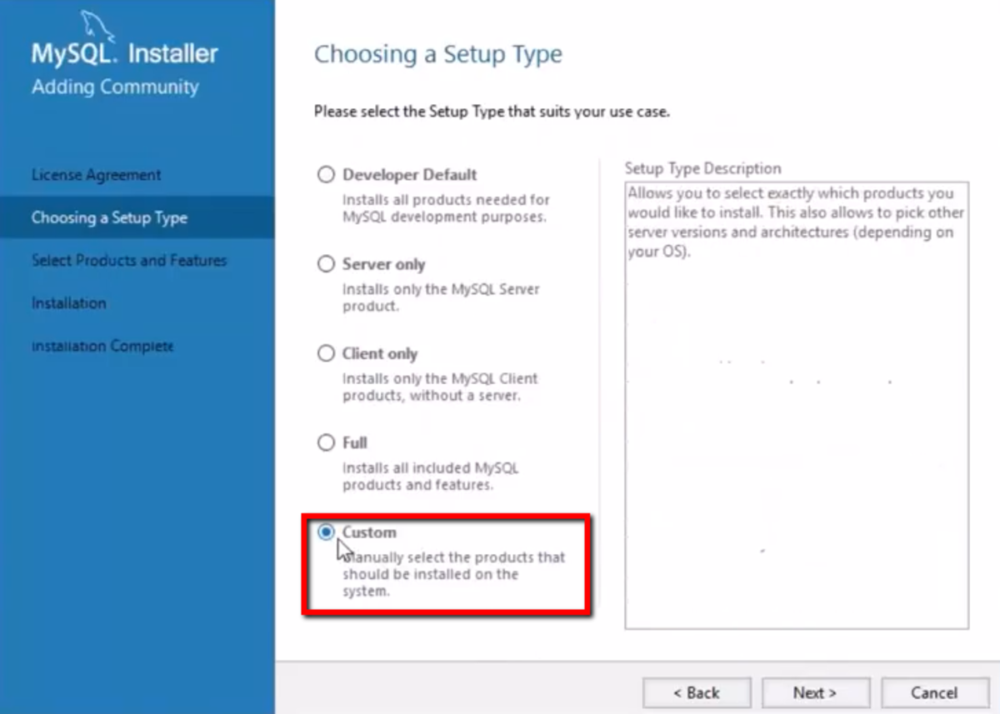 MySQL. Installer
Adding Community
License Agreement
Choosing a Setup Type
Select Products and Features
Installation
Installation Complete
Choosing a Setup Type
Please select the Setup Type that suits your use case.
Developer Default
Installs all products needed for
MySQL development purposes.
Server only
Installs only the MySQL Server
product.
Client only
Installs only the MySQL Client
products, without a server.
Full
Installs all included MySQL
products and features.
Custom
Manually select the products that
should be installed on the
system.
Setup Type Description
Allows you to select exactly which products you
would like to install. This also allows to pick other
server versions and architectures (depending on
your OS).
< Back
Next >
Cancel